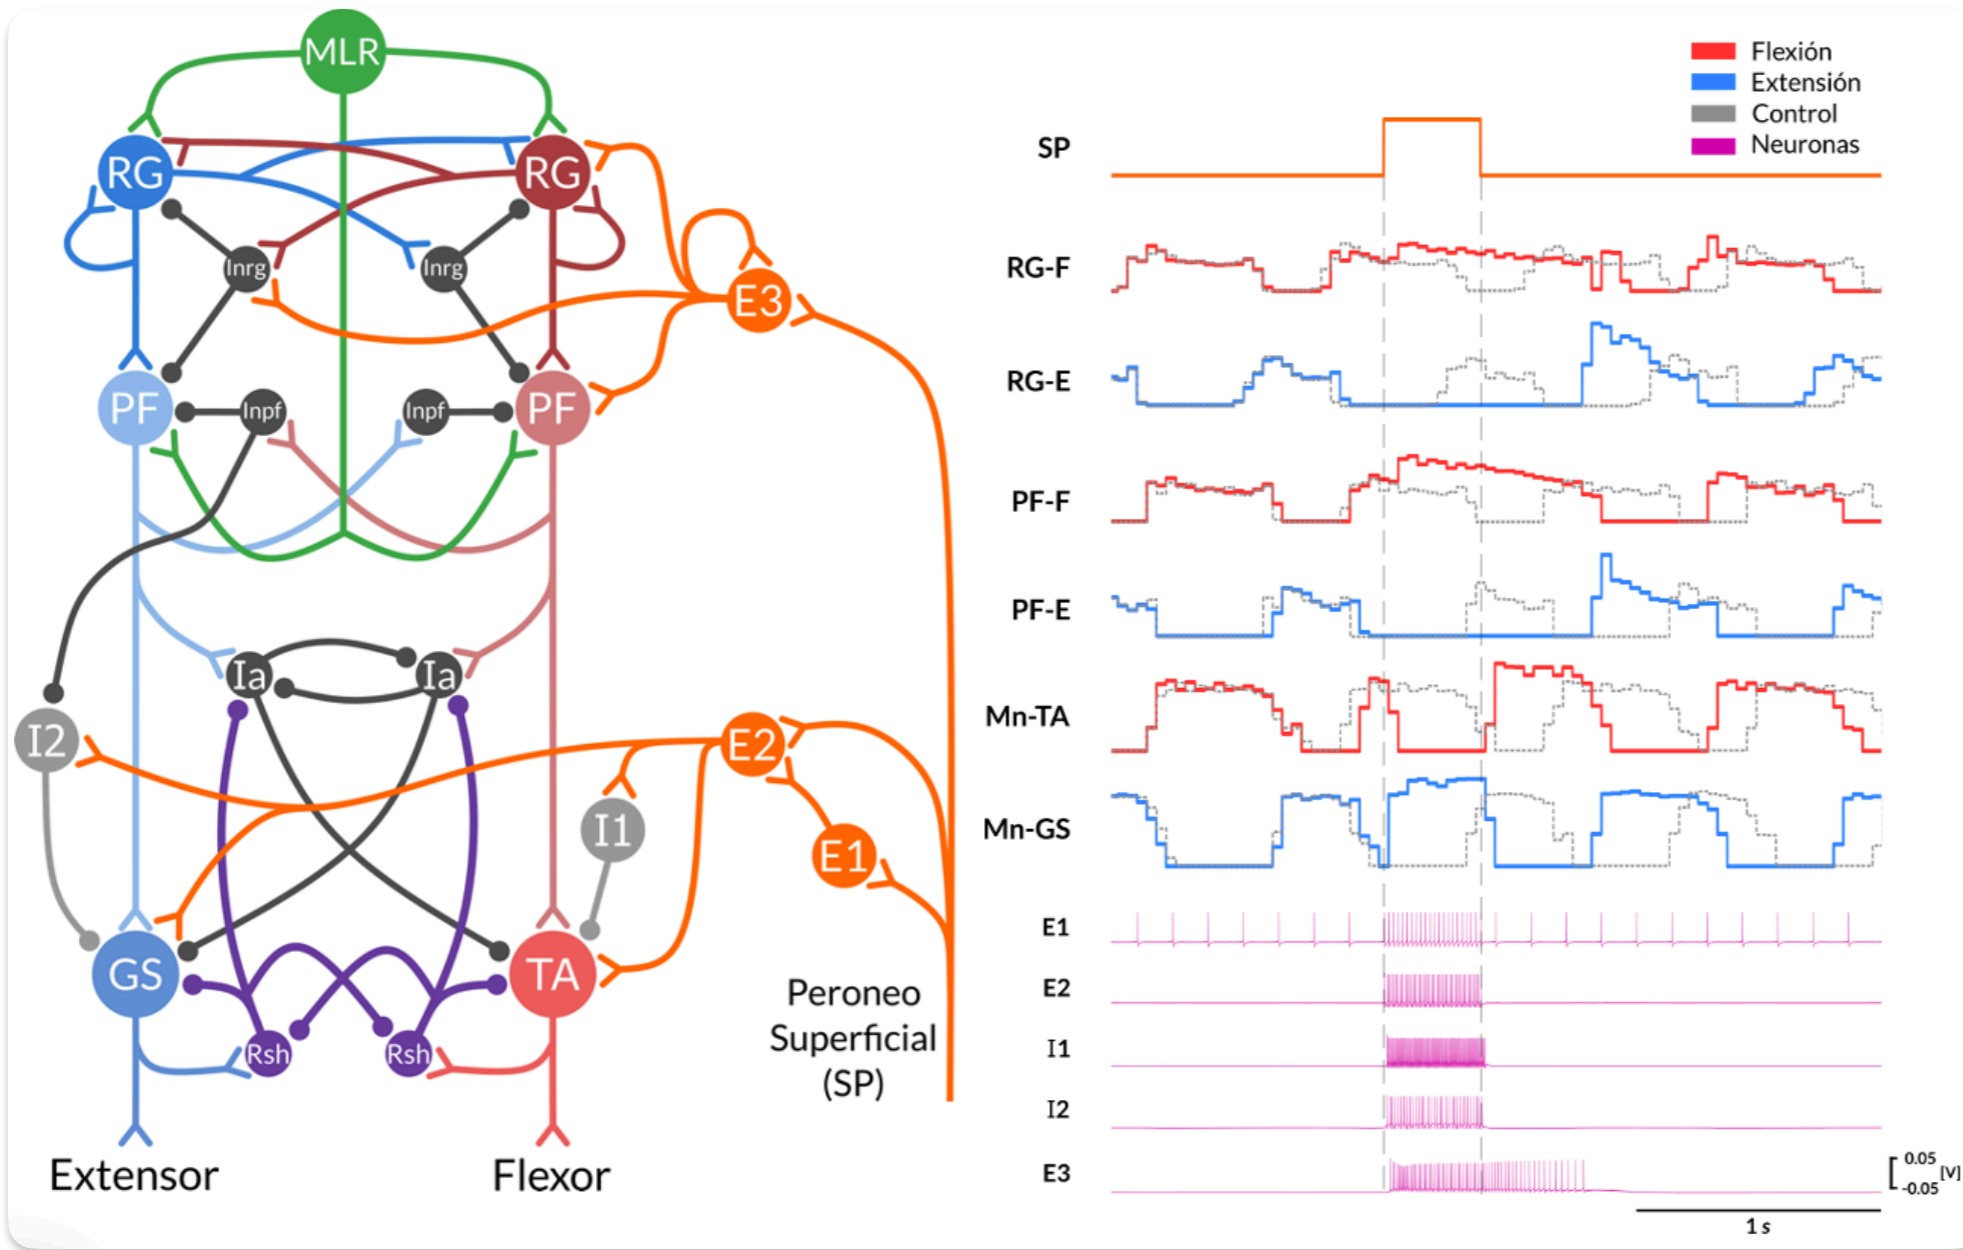 MLR
RG
RG
Inrg
Inrg
E3
PF
Inpf
Inpf
PF
Ia
Ia
I2
E2
I1
E1
GS
TA
Rsh
Rsh
Peroneo
Superficial
(SP)
Extensor
Flexor
Flexión
Extensión
Control
Neuronas
SP
RG-F
RG-E
PF-F
PF-E
Mn-TA
Mn-GS
E1
E2
I1
I2
E3
0.05
-0.05
[V]
1 s